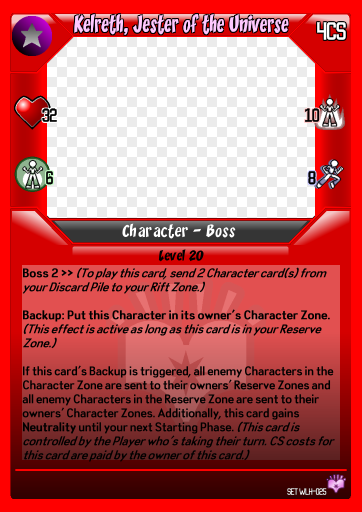 Kelreth, Jester of the Universe
4CS
32
10
6
8
Character - Boss
Level 20
Boss 2 >> (To play this card, send 2 Character card(s) from
your Discard Pile to your Rift Zone.)
Backup: Put this Character in its owner's Character Zone.
(This effect is active as long as this card is in your Reserve
Zone.)
If this card's Backup is triggered, all enemy Characters in the
Character Zone are sent to their owners' Reserve Zones and
all enemy Characters in the Reserve Zone are sent to their
owners' Character Zones. Additionally, this card gains
Neutrality until your next Starting Phase. (This card is
controlled by the Player who's taking their turn. CS costs for
this card are paid by the owner of this card.)
SET WLH-025